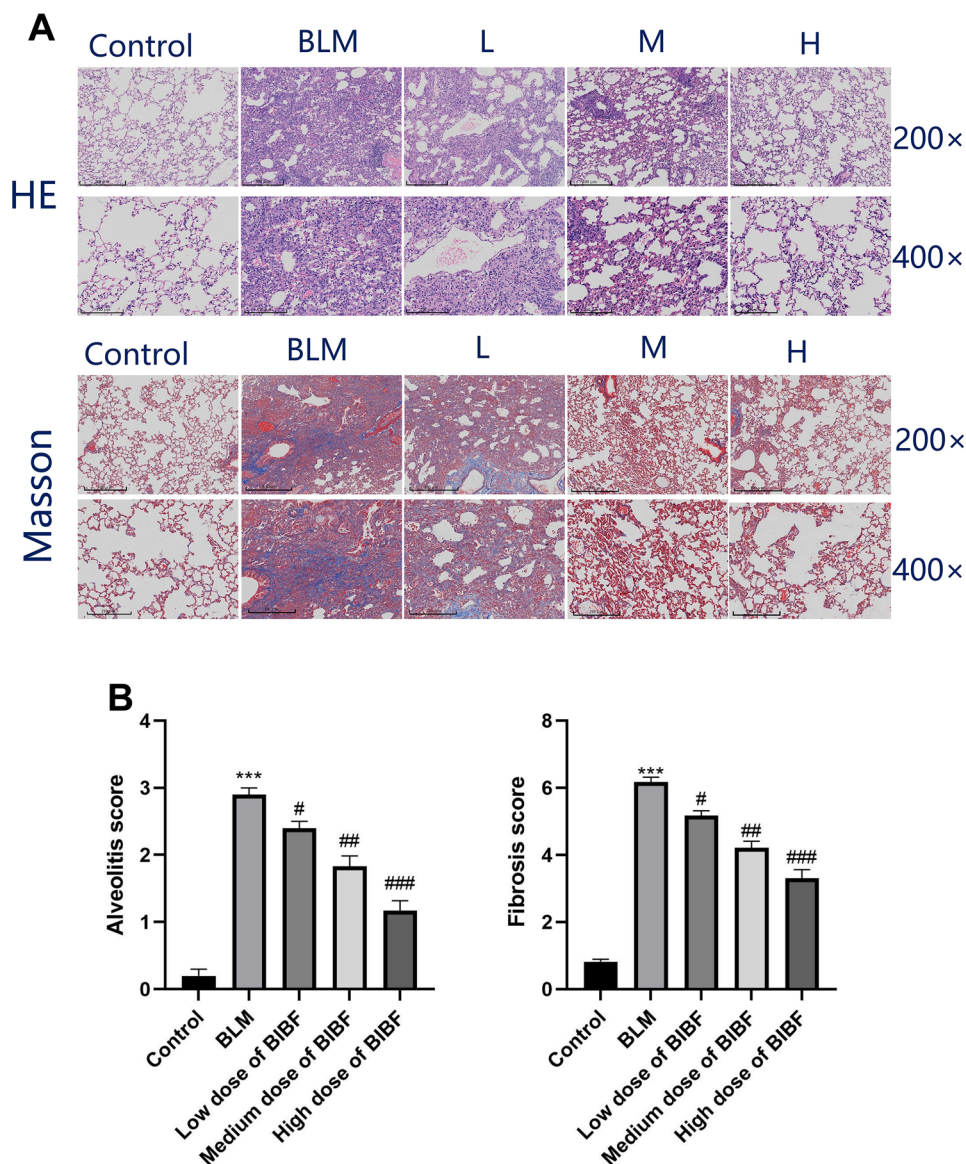 A
Control BLM L M H
HE
200×
400×
Control BLM L M H
Masson
200×
400×
B
Alveolitis score
4
3
2
1
0
***
#
##
###
Control
BLM
Low dose of BIBF
Medium dose of BIBF
High dose of BIBF
Fibrosis score
8
6
4
2
0
***
#
##
###
Control
BLM
Low dose of BIBF
Medium dose of BIBF
High dose of BIBF